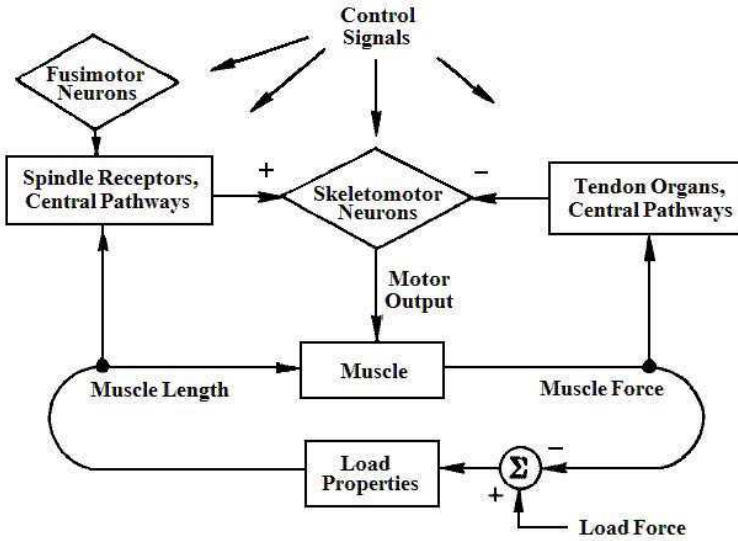 Control
Signals
Fusimotor
Neurons
+
−
Spindle Receptors,
Central Pathways
Skeletomotor
Neurons
Tendon Organs,
Central Pathways
Motor
Output
Muscle
Muscle Length
Muscle Force
Load
Properties
Σ
−
+
Load Force